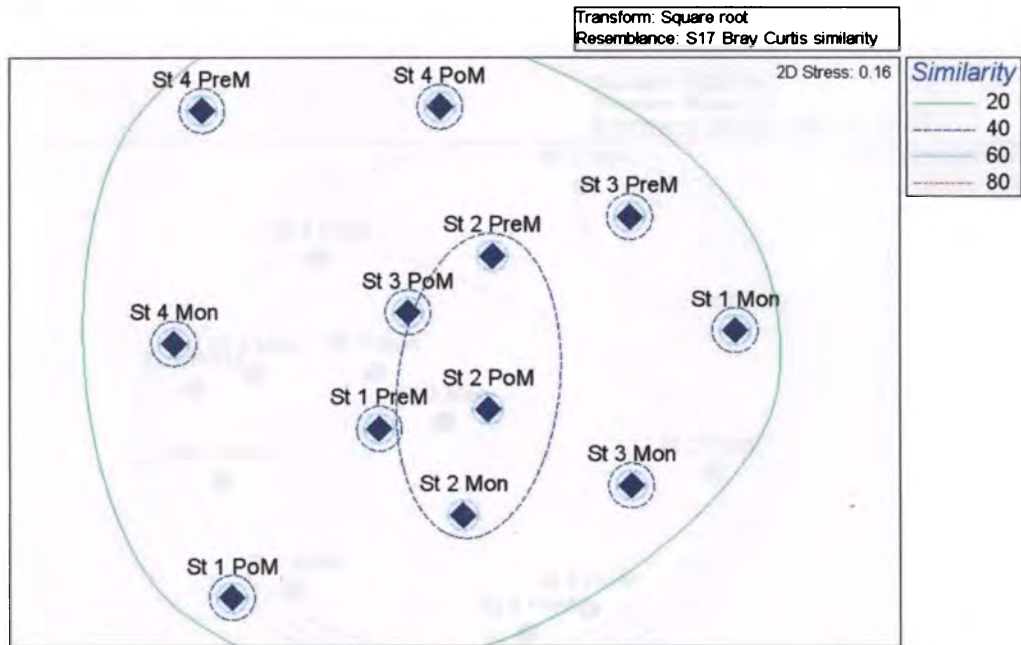 Transform: Square root
Resemblance: S17 Bray Curtis similarity
2D Stress: 0.16
Similarity
20
40
60
80
St 4 PreM
St 4 PoM
St 3 PreM
St 2 PreM
St 3 PoM
St 4 Mon
St 1 Mon
St 2 PoM
St 1 PreM
St 3 Mon
St 2 Mon
St 1 PoM